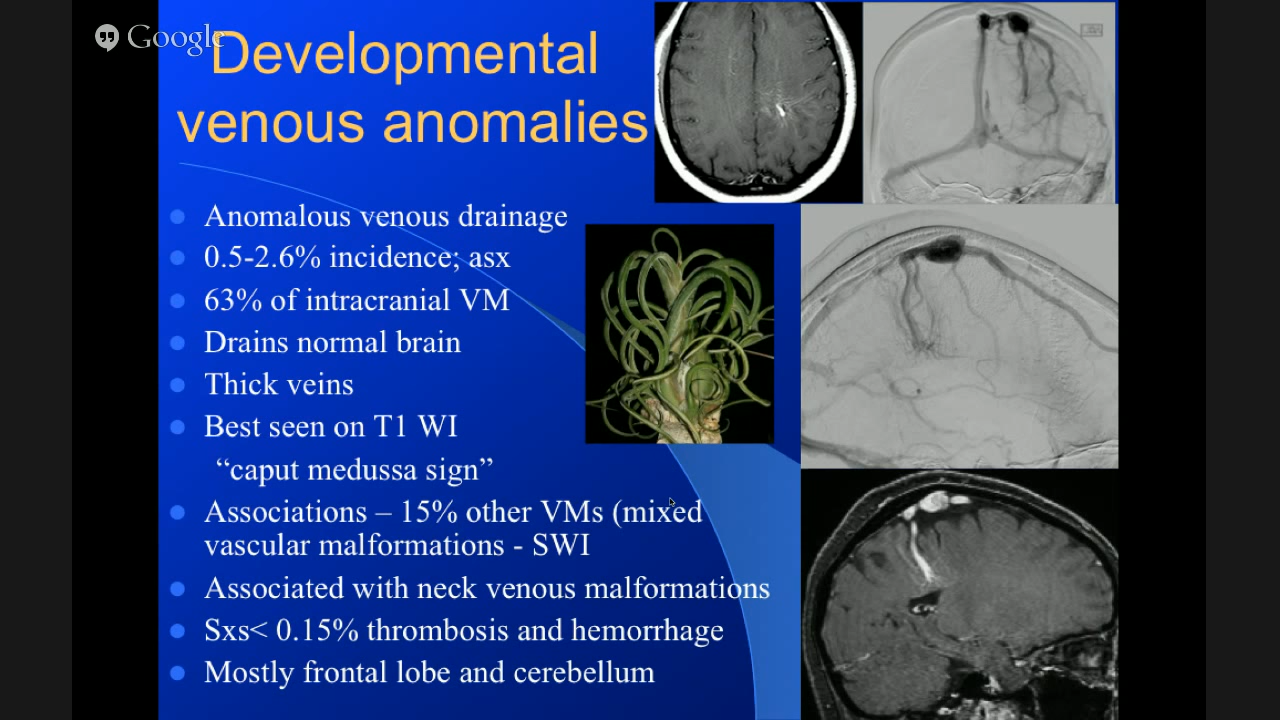 Google
Developmental
venous anomalies
Anomalous venous drainage
0.5-2.6% incidence; asx
63% of intracranial VM
Drains normal brain
Thick veins
Best seen on T1 WI
“caput medussa sign”
Associations – 15% other VMs (mixed
vascular malformations - SWI
Associated with neck venous malformations
Sxs< 0.15% thrombosis and hemorrhage
Mostly frontal lobe and cerebellum